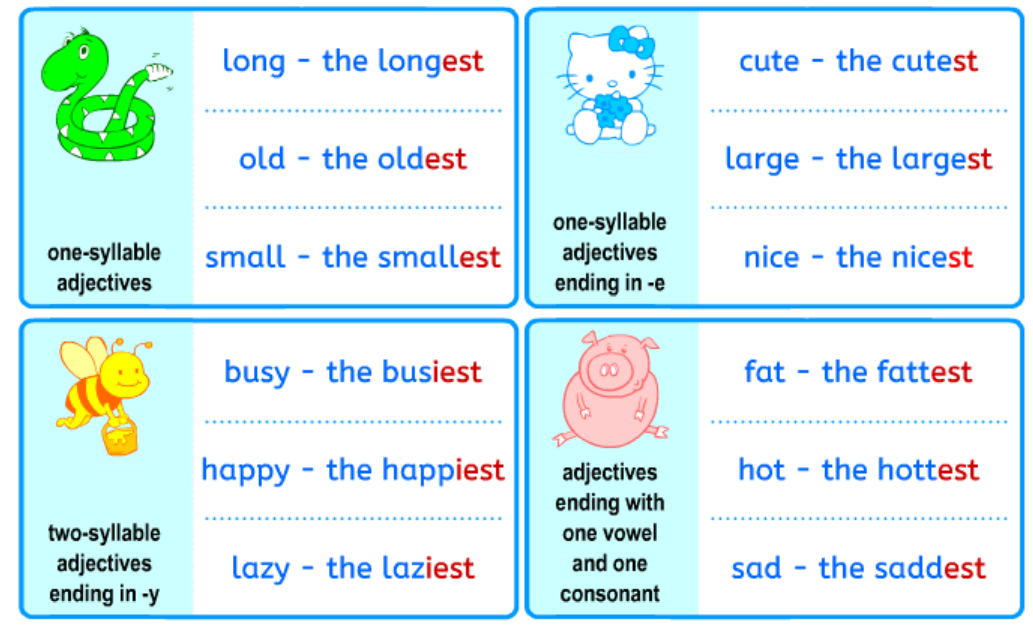 long - the longest
old - the oldest
small - the smallest
one-syllable
adjectives
cute - the cutest
large - the largest
nice - the nicest
one-syllable
adjectives
ending in -e
busy - the busiest
happy - the happiest
lazy - the laziest
two-syllable
adjectives
ending in -y
fat - the fattest
hot - the hottest
sad - the saddest
adjectives
ending with
one vowel
and one
consonant